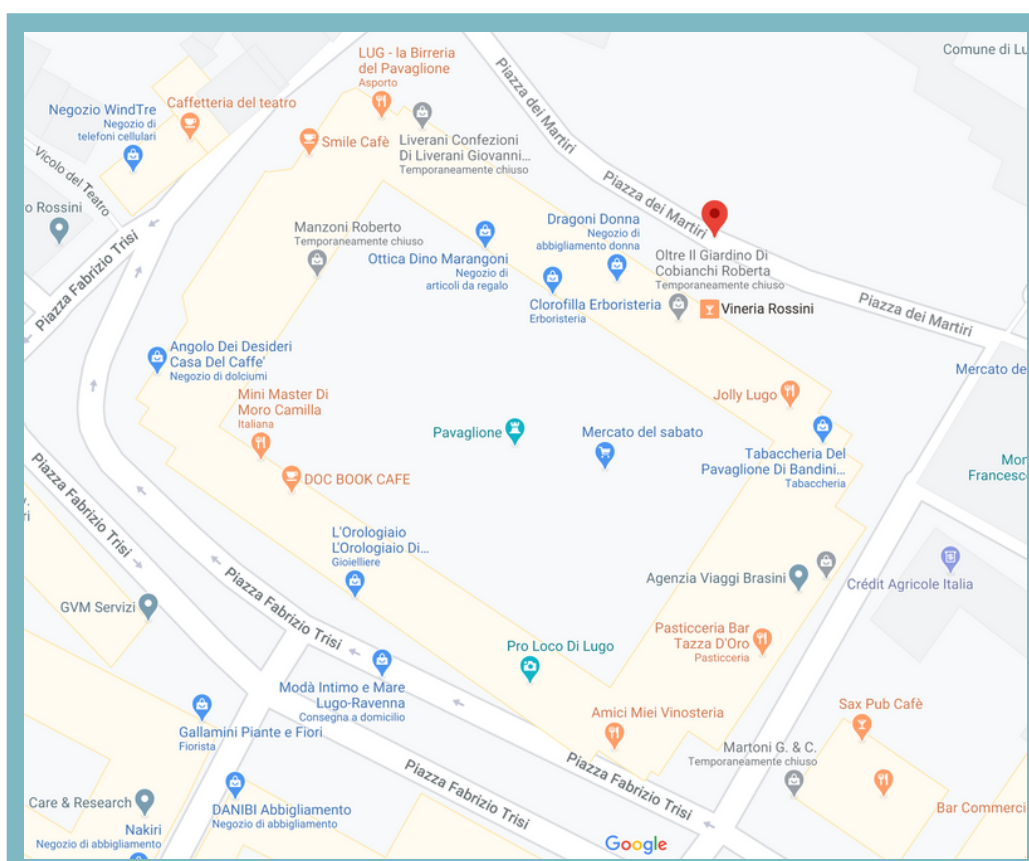 LUG - la Birreria
del Pavaglione
Asporto
Piazza dei Martiri
Comune di Lu
Negozio WindTre
Negozio di
telefoni cellulari
Caffetteria del teatro
Smile Cafè
Liverani Confezioni
Di Liverani Giovanni...
Temporaneamente chiuso
Vicolo del Teatro
o Rossini
Piazza Fabrizio Trisi
Manzoni Roberto
Temporaneamente chiuso
Ottica Dino Marangoni
Negozio di
articoli da regalo
Dragoni Donna
Negozio di
abbigliamento donna
Piazza dei Martiri
Oltre Il Giardino Di
Cobianchi Roberta
Temporaneamente chiuso
Clorofilla Erboristeria
Erboristeria
Vineria Rossini
Piazza dei Martiri
Angolo Dei Desideri
Casa Del Caffe'
Negozio di dolciumi
Mercato de
Mini Master Di
Moro Camilla
Italiana
Jolly Lugo
Pavaglione
Mercato del sabato
Tabaccheria Del
Pavaglione Di Bandini...
Tabaccheria
Mon
Francesc
DOC BOOK CAFE
Piazza Fabrizio Trisi
ri
L'Orologiaio
L'Orologiaio Di...
Gioielliere
Agenzia Viaggi Brasini
Crédit Agricole Italia
GVM Servizi
Piazza Fabrizio Trisi
Pasticceria Bar
Tazza D'Oro
Pasticceria
Pro Loco Di Lugo
Modà Intimo e Mare
Lugo-Ravenna
Consegna a domicilio
Gallamini Piante e Fiori
Fiorista
Amici Miei Vinosteria
Sax Pub Cafè
Martoni G. & C.
Temporaneamente chiuso
Piazza Fabrizio Trisi
Piazza Fabrizio Trisi
Care & Research
DANIBI Abbigliamento
Negozio di abbigliamento
Bar Commerci
Nakiri
Negozio di abbigliamento
Google